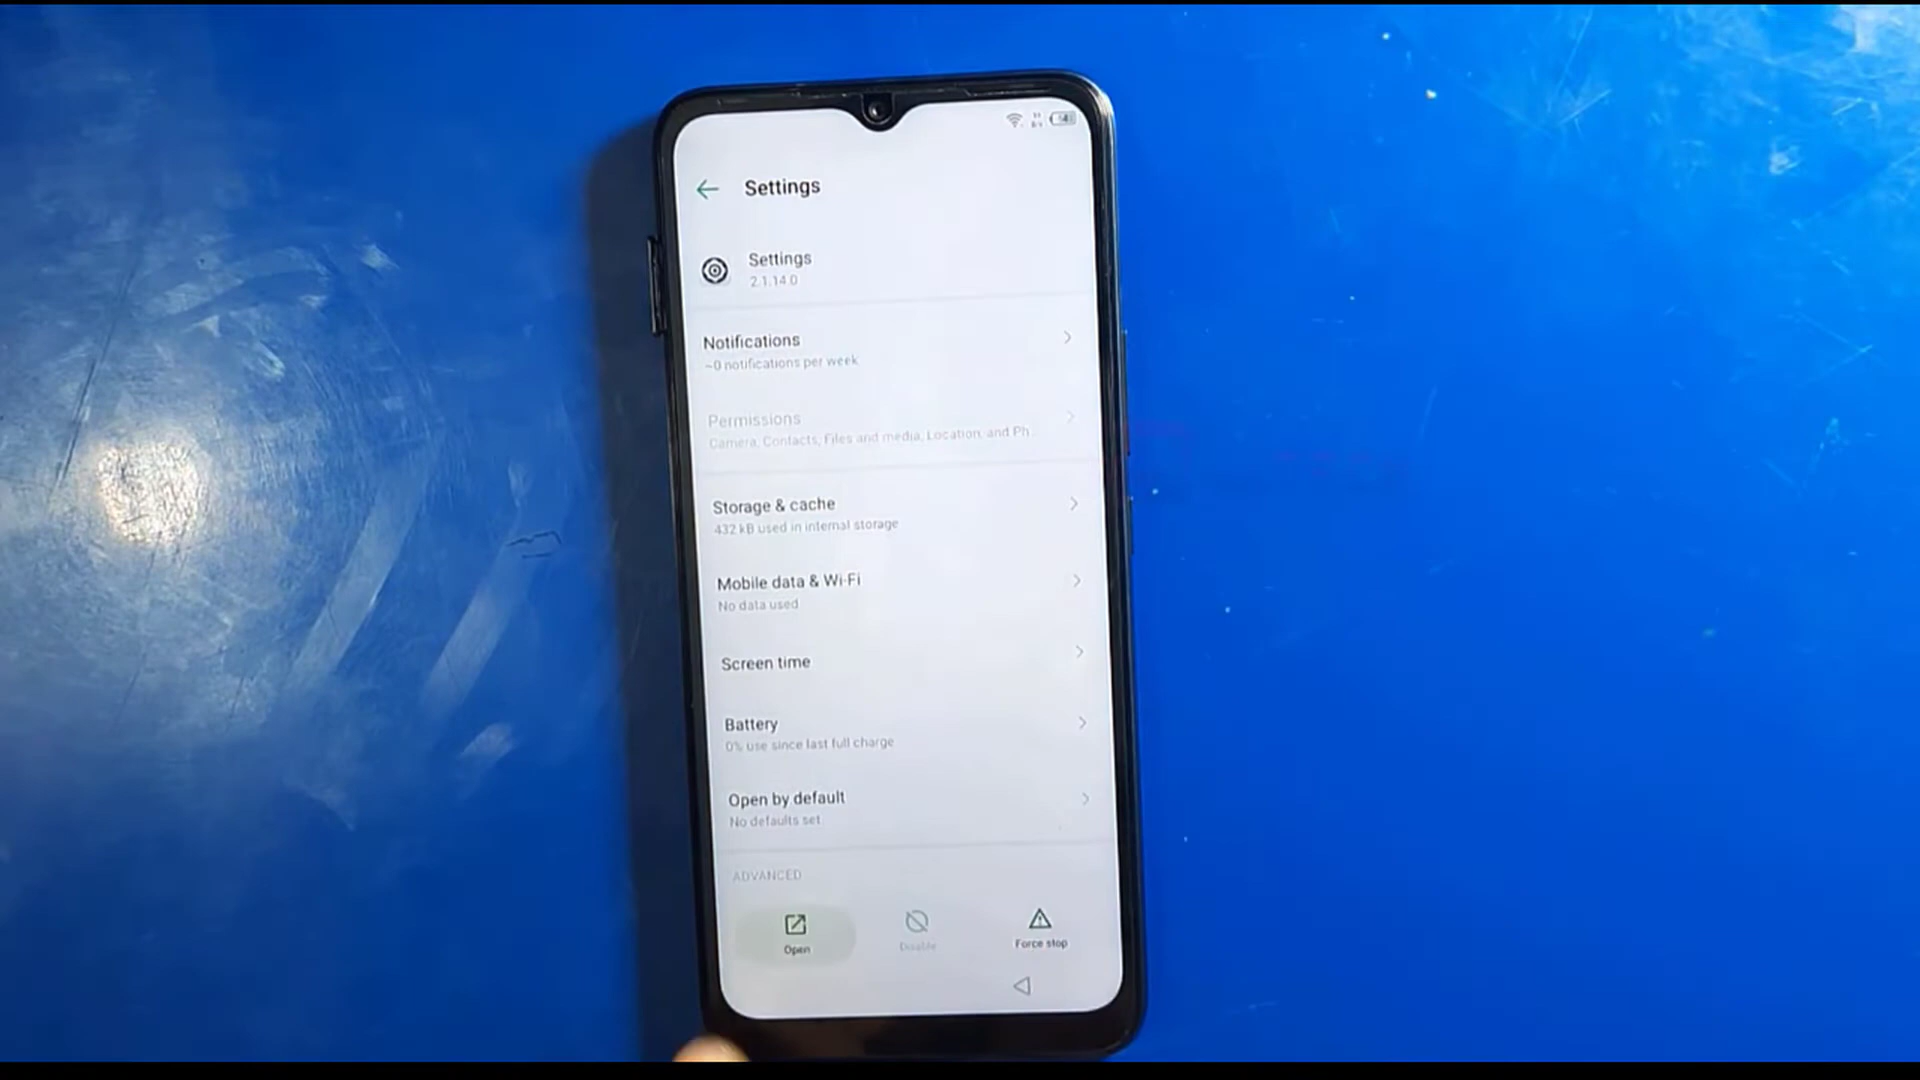 Settings
Settings
2.1.14.0
Notifications
~0 notifications per week
Permissions
Camera, Contacts, Files and media, Location, and Ph
Storage & cache
432 kB used in internal storage
Mobile data & Wi-Fi
No data used
Screen time
Battery
0% use since last full charge
Open by default
No defaults set
ADVANCED
Open
Disable
Force stop